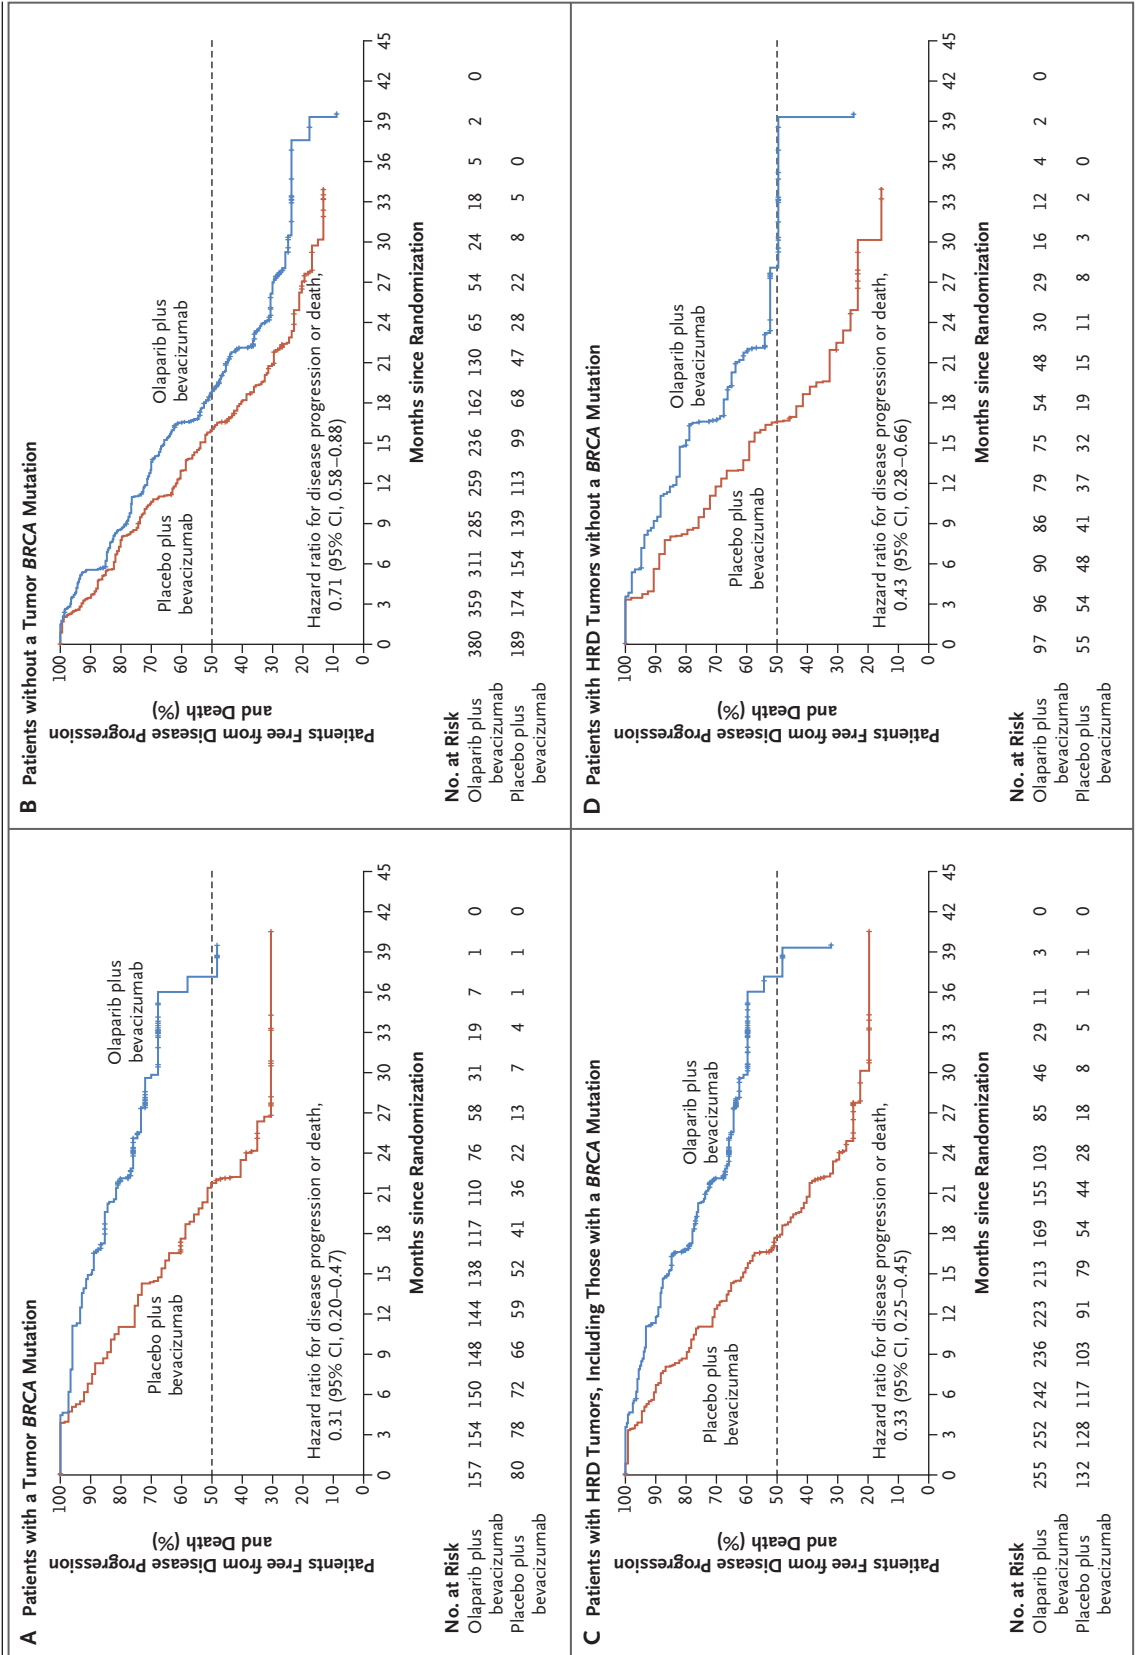 A Patients with a Tumor BRCA Mutation
Patients Free from Disease Progression
and Death (%)
100
90
80
70
60
50
40
30
20
10
0
Olaparib plus
bevacizumab
Placebo plus
bevacizumab
Hazard ratio for disease progression or death,
0.31 (95% CI, 0.20–0.47)
0 3 6 9 12 15 18 21 24 27 30 33 36 39 42 45
Months since Randomization
No. at Risk
Olaparib plus
bevacizumab
157 154 150 148 144 138 117 110 76 58 31 19 7 1 0
Placebo plus
bevacizumab
80 78 72 66 59 52 41 36 22 13 7 4 1 1 0
B Patients without a Tumor BRCA Mutation
Patients Free from Disease Progression
and Death (%)
100
90
80
70
60
50
40
30
20
10
0
Olaparib plus
bevacizumab
Placebo plus
bevacizumab
Hazard ratio for disease progression or death,
0.71 (95% CI, 0.58–0.88)
0 3 6 9 12 15 18 21 24 27 30 33 36 39 42 45
Months since Randomization
No. at Risk
Olaparib plus
bevacizumab
380 359 311 285 259 236 162 130 65 54 24 18 5 2 0
Placebo plus
bevacizumab
189 174 154 139 113 99 68 47 28 22 8 5 0
C Patients with HRD Tumors, Including Those with a BRCA Mutation
Patients Free from Disease Progression
and Death (%)
100
90
80
70
60
50
40
30
20
10
0
Olaparib plus
bevacizumab
Placebo plus
bevacizumab
Hazard ratio for disease progression or death,
0.33 (95% CI, 0.25–0.45)
0 3 6 9 12 15 18 21 24 27 30 33 36 39 42 45
Months since Randomization
No. at Risk
Olaparib plus
bevacizumab
255 252 242 236 223 213 169 155 103 85 46 29 11 3 0
Placebo plus
bevacizumab
132 128 117 103 91 79 54 44 28 18 8 5 1 1 0
D Patients with HRD Tumors without a BRCA Mutation
Patients Free from Disease Progression
and Death (%)
100
90
80
70
60
50
40
30
20
10
0
Olaparib plus
bevacizumab
Placebo plus
bevacizumab
Hazard ratio for disease progression or death,
0.43 (95% CI, 0.28–0.66)
0 3 6 9 12 15 18 21 24 27 30 33 36 39 42 45
Months since Randomization
No. at Risk
Olaparib plus
bevacizumab
97 96 90 86 79 75 54 48 30 29 16 12 4 2 0
Placebo plus
bevacizumab
55 54 48 41 37 32 19 15 11 8 3 2 0